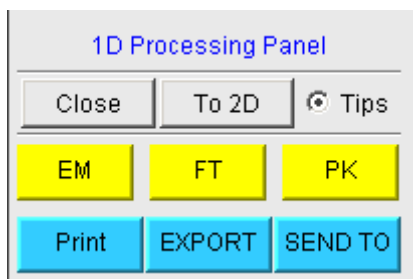 1D Processing Panel
Close To 2D Tips
EM FT PK
Print EXPORT SEND TO